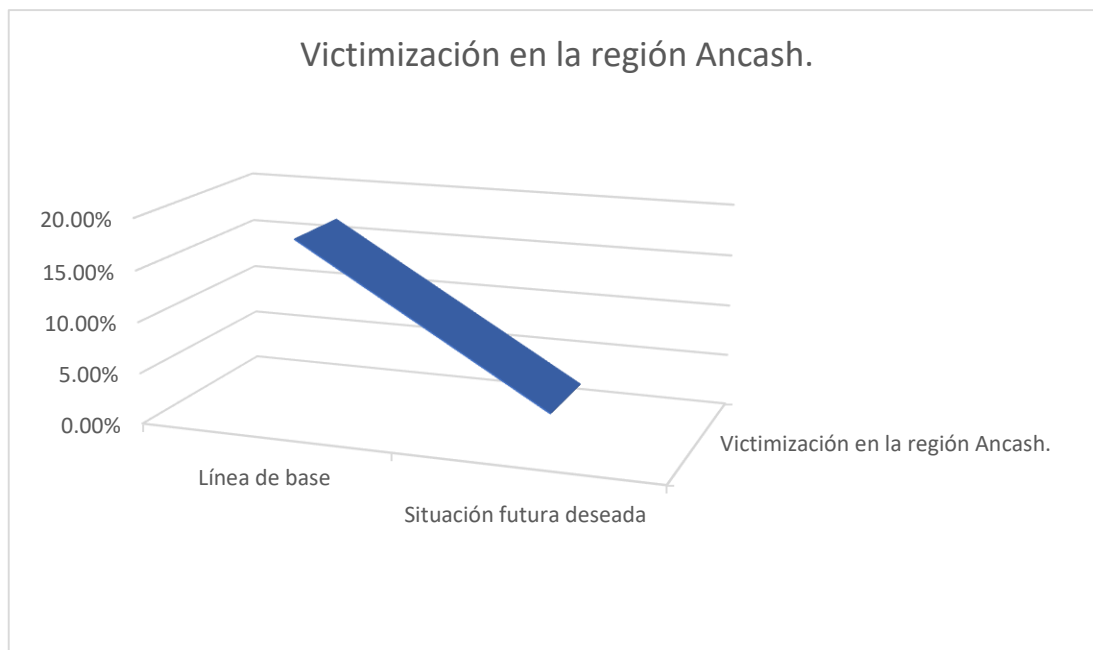 Victimización en la región Ancash.
20.00%
15.00%
10.00%
5.00%
0.00%
Victimización en la región Ancash.
Línea de base
Situación futura deseada